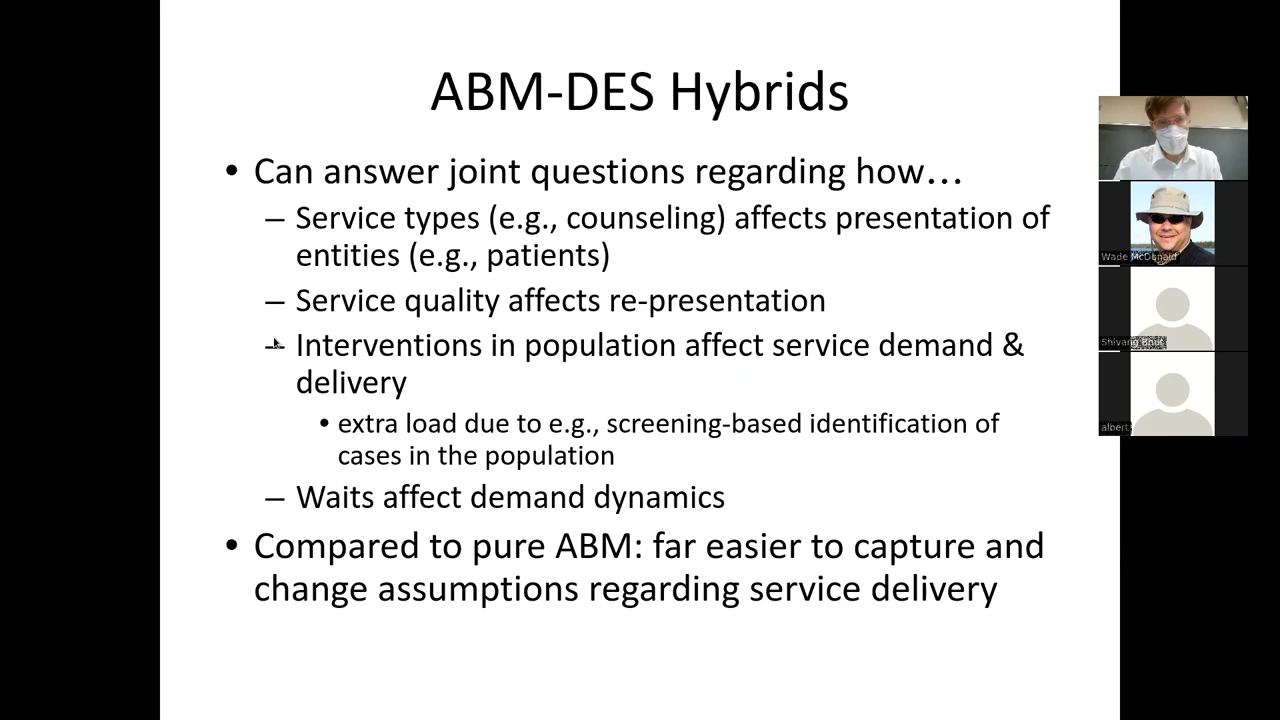 ABM-DES Hybrids
• Can answer joint questions regarding how…
– Service types (e.g., counseling) affects presentation of
entities (e.g., patients)
– Service quality affects re-presentation
– Interventions in population affect service demand &
delivery
• extra load due to e.g., screening-based identification of
cases in the population
– Waits affect demand dynamics
• Compared to pure ABM: far easier to capture and
change assumptions regarding service delivery
Wade McDonald
Shivang
albert